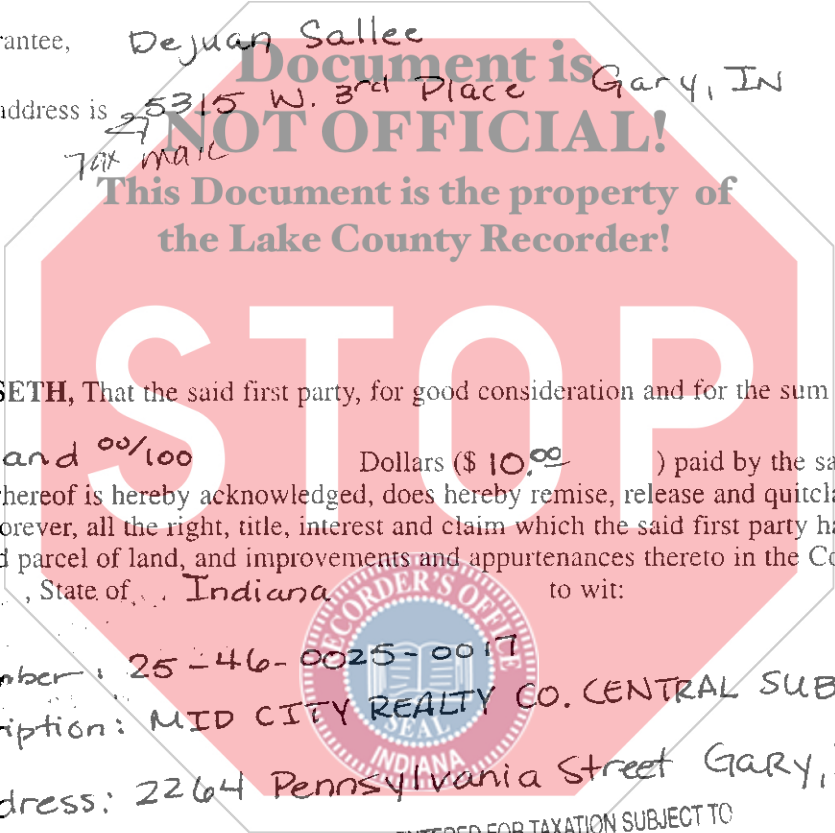 rantee, Dejuan Sallee
Document is
address is 5315 W. 3rd Place Gary, IN
NOT OFFICIAL!
Tax mail
This Document is the property of
the Lake County Recorder!
STOP
SETH, That the said first party, for good consideration and for the sum
and 00/100 Dollars ($ 10.00 ) paid by the sa
hereof is hereby acknowledged, does hereby remise, release and quitcla
orever, all the right, title, interest and claim which the said first party ha
d parcel of land, and improvements and appurtenances thereto in the Co
, State of Indiana to wit:
RECORDER'S OFFICE
mber: 25-46-0025-0017
iption: MID CITY REALTY CO. CENTRAL SUB
SEAL
INDIANA
dress: 2264 Pennsylvania Street Gary,
ENTERED FOR TAXATION SUBJECT TO